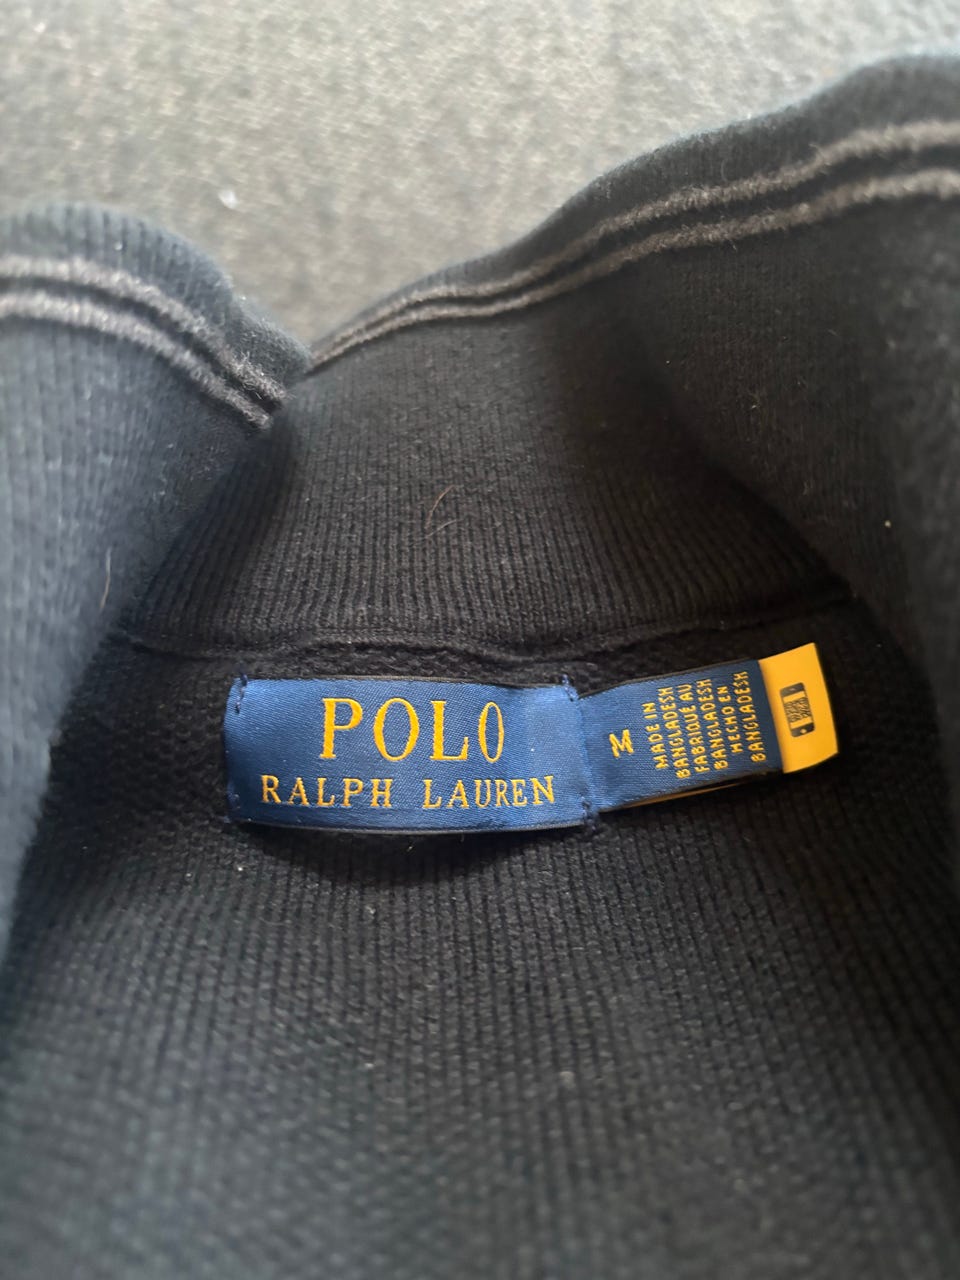 POLO
RALPH LAUREN
M
MADE IN
BANGLADESH
FABRIQUE AU
BANGLADESH
HECHO EN
BANGLADESH